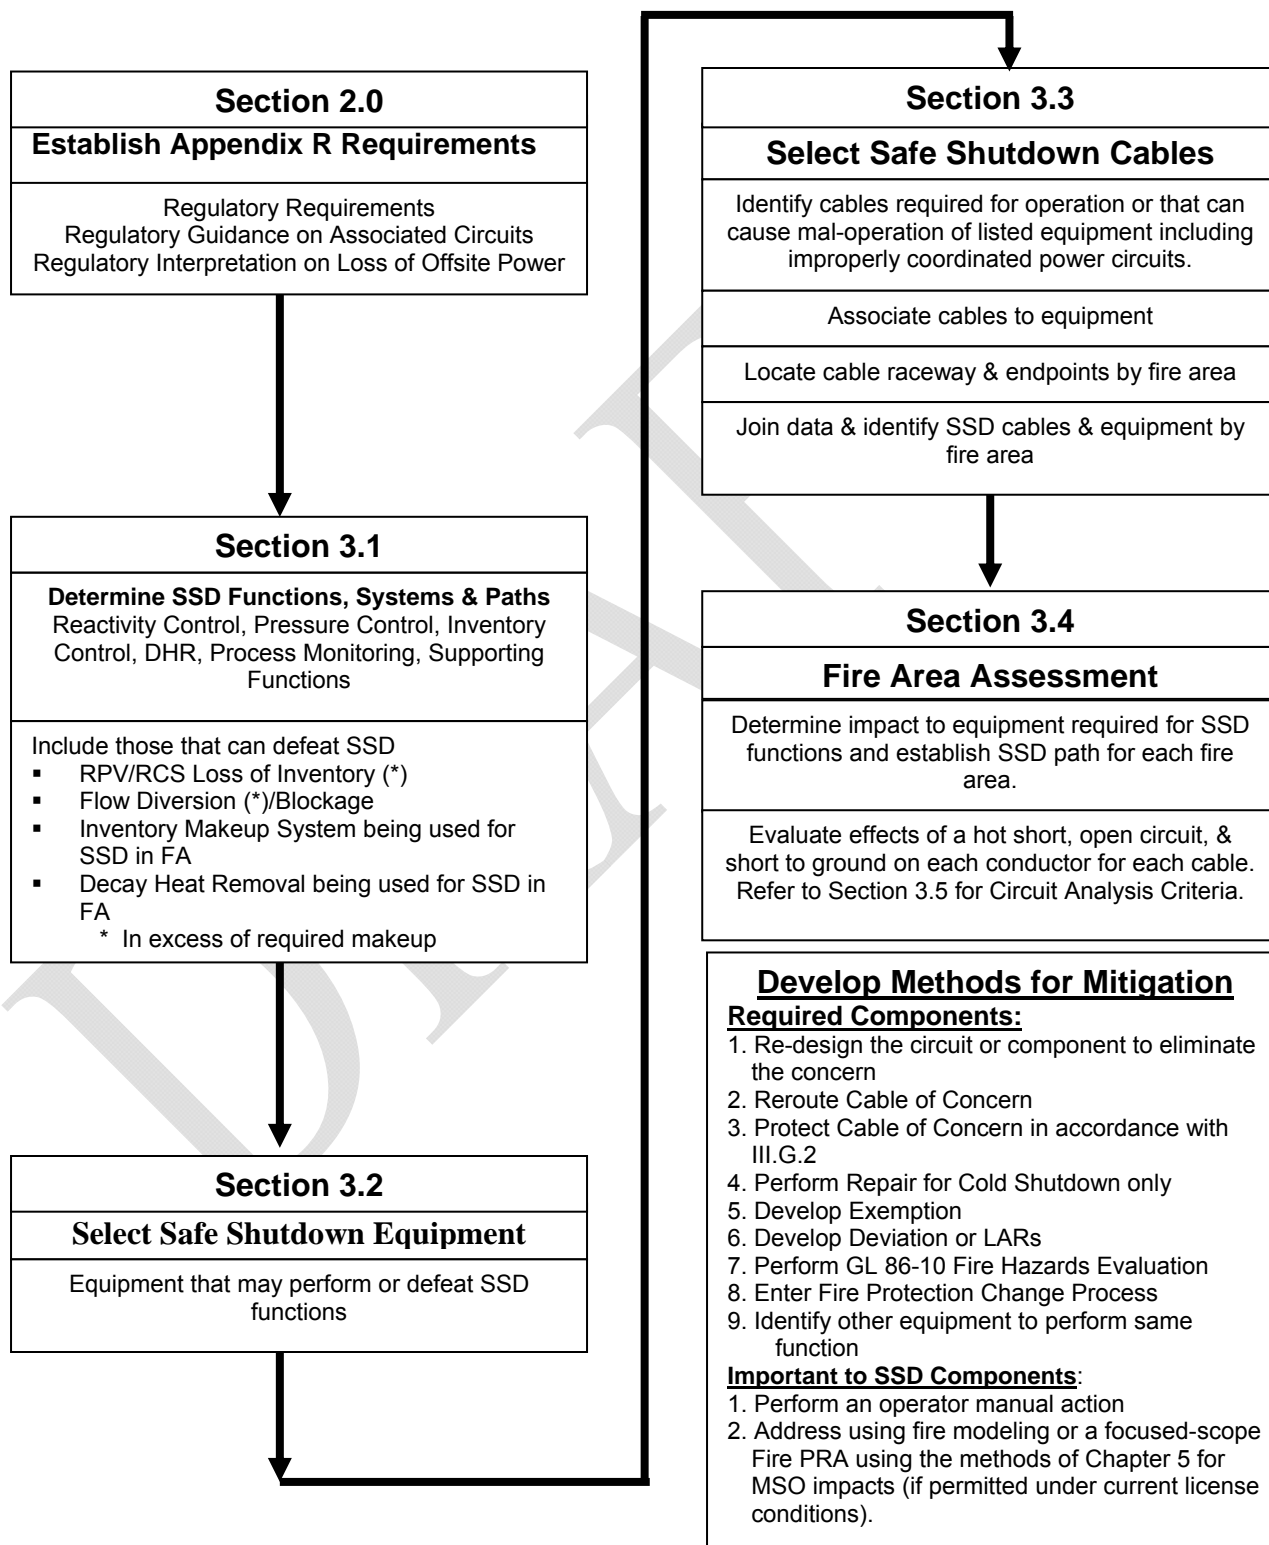 Section 2.0
Establish Appendix R Requirements
Regulatory Requirements
Regulatory Guidance on Associated Circuits
Regulatory Interpretation on Loss of Offsite Power
Section 3.1
Determine SSD Functions, Systems & Paths
Reactivity Control, Pressure Control, Inventory
Control, DHR, Process Monitoring, Supporting
Functions
Include those that can defeat SSD
▪ RPV/RCS Loss of Inventory (*)
▪ Flow Diversion (*)/Blockage
▪ Inventory Makeup System being used for
SSD in FA
▪ Decay Heat Removal being used for SSD in
FA
* In excess of required makeup
Section 3.2
Select Safe Shutdown Equipment
Equipment that may perform or defeat SSD
functions
Section 3.3
Select Safe Shutdown Cables
Identify cables required for operation or that can
cause mal-operation of listed equipment including
improperly coordinated power circuits.
Associate cables to equipment
Locate cable raceway & endpoints by fire area
Join data & identify SSD cables & equipment by
fire area
Section 3.4
Fire Area Assessment
Determine impact to equipment required for SSD
functions and establish SSD path for each fire
area.
Evaluate effects of a hot short, open circuit, &
short to ground on each conductor for each cable.
Refer to Section 3.5 for Circuit Analysis Criteria.
Develop Methods for Mitigation
Required Components:
1. Re-design the circuit or component to eliminate
the concern
2. Reroute Cable of Concern
3. Protect Cable of Concern in accordance with
III.G.2
4. Perform Repair for Cold Shutdown only
5. Develop Exemption
6. Develop Deviation or LARs
7. Perform GL 86-10 Fire Hazards Evaluation
8. Enter Fire Protection Change Process
9. Identify other equipment to perform same
function
Important to SSD Components:
1. Perform an operator manual action
2. Address using fire modeling or a focused-scope
Fire PRA using the methods of Chapter 5 for
MSO impacts (if permitted under current license
conditions).
DRAFT